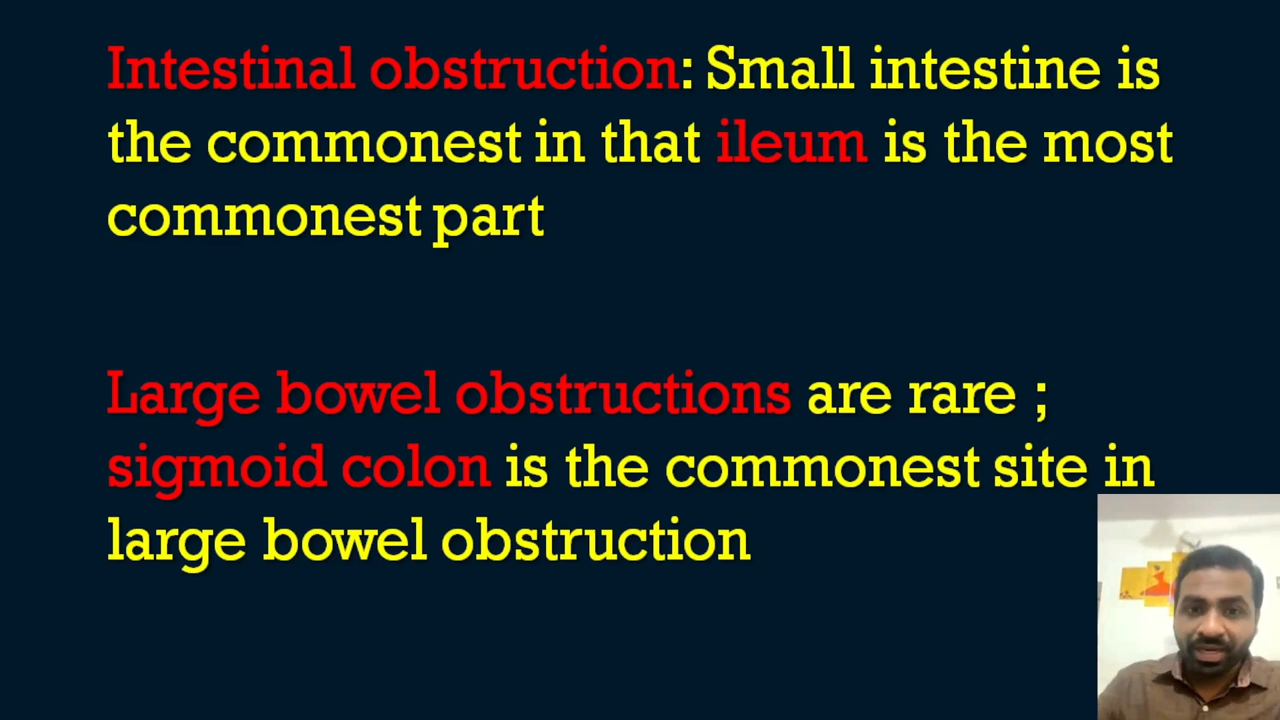 Intestinal obstruction: Small intestine is
the commonest in that ileum is the most
commonest part
Large bowel obstructions are rare ;
sigmoid colon is the commonest site in
large bowel obstruction